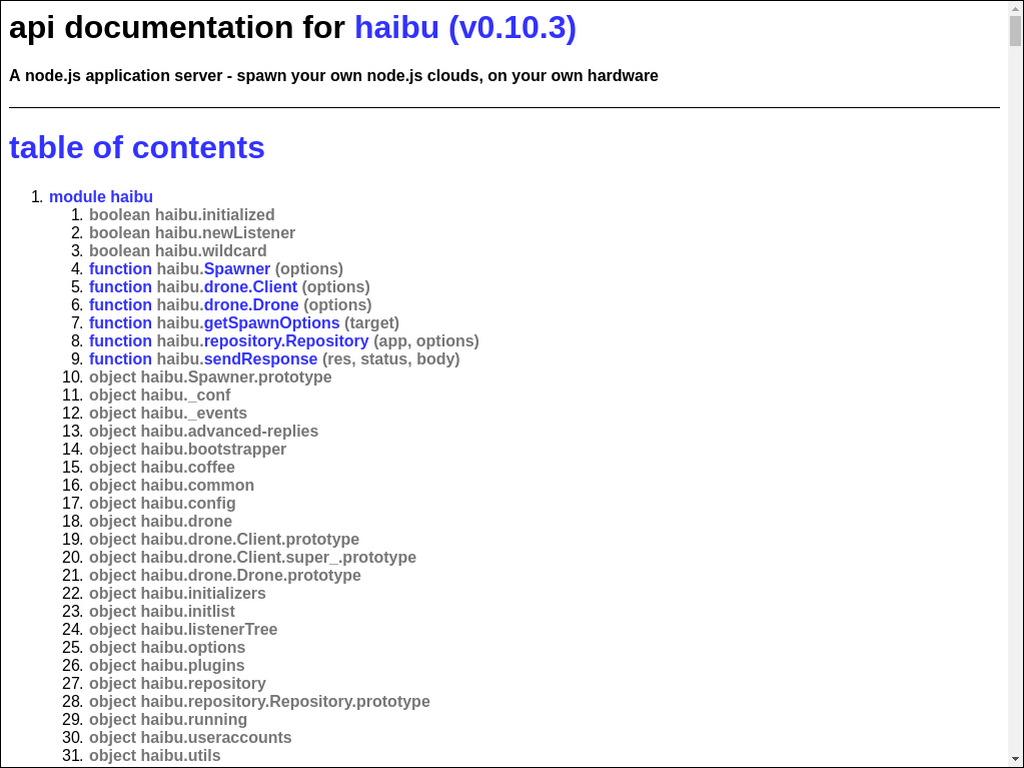 api documentation for haibu (v0.10.3)
A node.js application server - spawn your own node.js clouds, on your own hardware
table of contents
1. module haibu
1. boolean haibu.initialized
2. boolean haibu.newListener
3. boolean haibu.wildcard
4. function haibu.Spawner (options)
5. function haibu.drone.Client (options)
6. function haibu.drone.Drone (options)
7. function haibu.getSpawnOptions (target)
8. function haibu.repository.Repository (app, options)
9. function haibu.sendResponse (res, status, body)
10. object haibu.Spawner.prototype
11. object haibu._conf
12. object haibu._events
13. object haibu.advanced-replies
14. object haibu.bootstrapper
15. object haibu.coffee
16. object haibu.common
17. object haibu.config
18. object haibu.drone
19. object haibu.drone.Client.prototype
20. object haibu.drone.Client.super_.prototype
21. object haibu.drone.Drone.prototype
22. object haibu.initializers
23. object haibu.initlist
24. object haibu.listenerTree
25. object haibu.options
26. object haibu.plugins
27. object haibu.repository
28. object haibu.repository.Repository.prototype
29. object haibu.running
30. object haibu.useraccounts
31. object haibu.utils